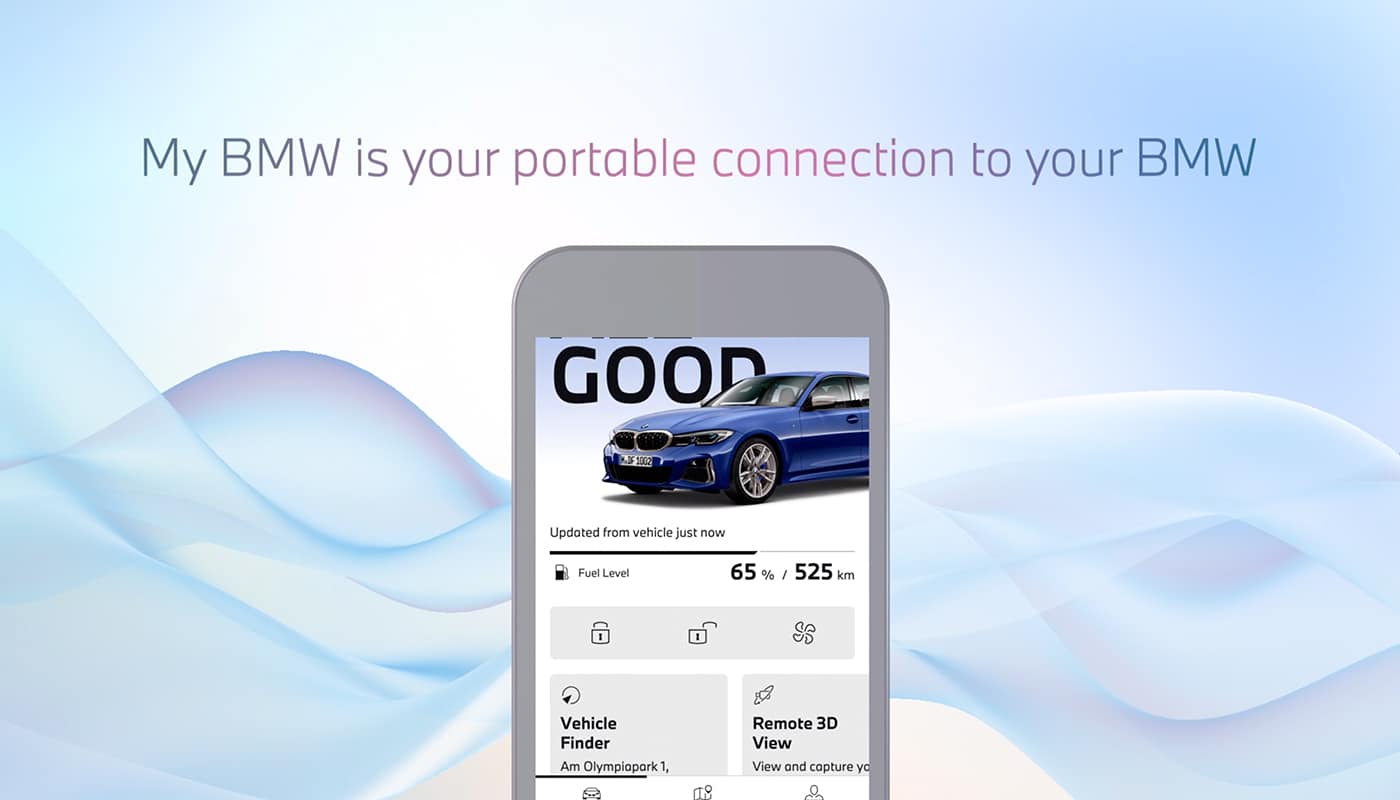 My BMW is your portable connection to your BMW
GOOD
M·DF 1002
Updated from vehicle just now
Fuel Level 65 % / 525 km
Vehicle Finder
Am Olympiapark 1,
Remote 3D View
View and capture yo